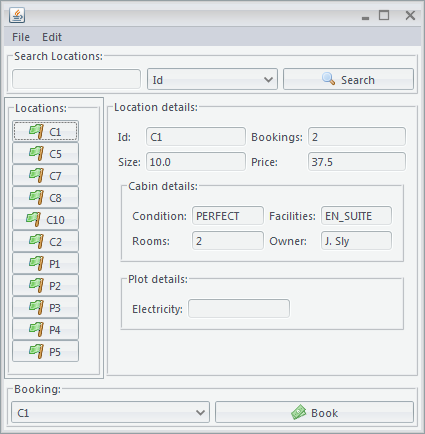 File Edit
Search Locations:
Id Search
Locations:
C1
C5
C7
C8
C10
C2
P1
P2
P3
P4
P5
Location details:
Id: C1 Bookings: 2
Size: 10.0 Price: 37.5
Cabin details:
Condition: PERFECT Facilities: EN_SUITE
Rooms: 2 Owner: J. Sly
Plot details:
Electricity:
Booking:
C1 Book